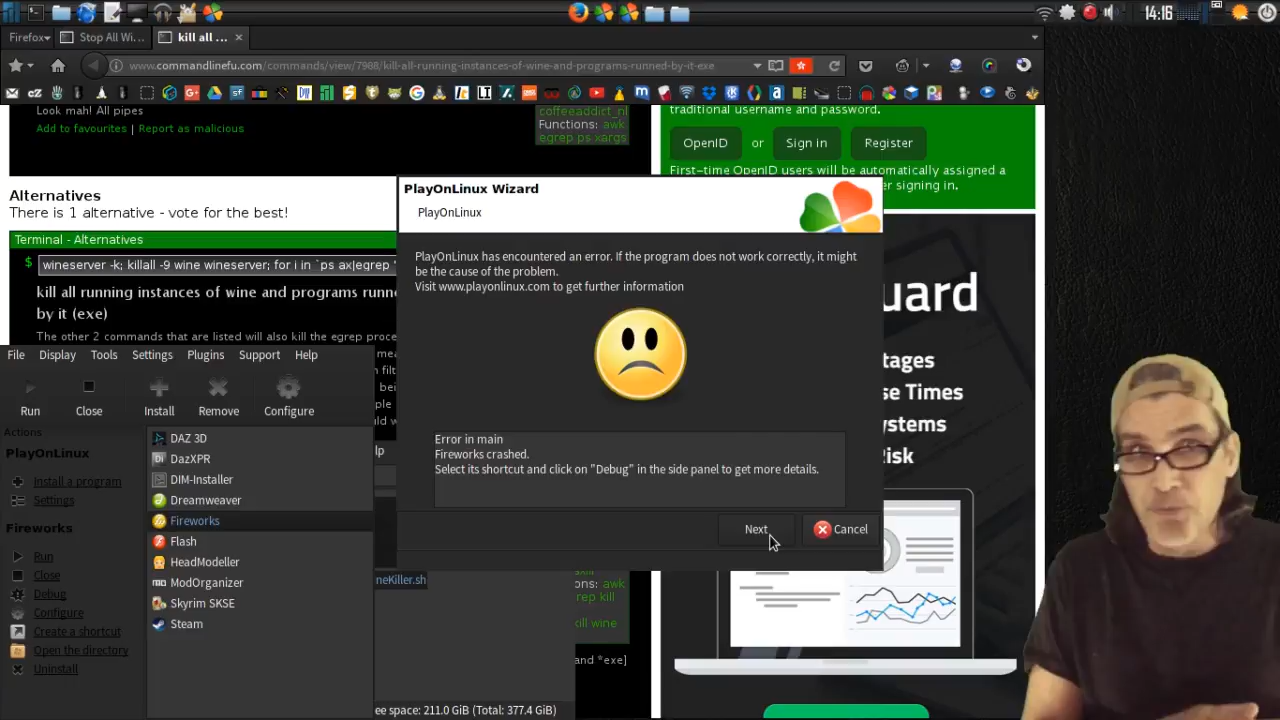 14:16
Firefox
Stop All Wi...
kill all ...
www.commandlinefu.com/commands/view/7988/kill-all-running-instances-of-wine-and-programs-runned-by-it-exe
Look mah! All pipes
Add to favourites | Report as malicious
coffeeaddict_nl
Functions: awk
egrep ps xargs
traditional username and password.
OpenID or Sign in Register
First-time OpenID users will be automatically assigned a
er signing in.
Alternatives
There is 1 alternative - vote for the best!
Terminal - Alternatives
$ wineserver -k; killall -9 wine wineserver; for i in `ps ax|egrep "
kill all running instances of wine and programs runne
by it (exe)
The other 2 commands that are listed will also kill the egrep proce
PlayOnLinux Wizard
PlayOnLinux
PlayOnLinux has encountered an error. If the program does not work correctly, it might
be the cause of the problem.
Visit www.playonlinux.com to get further information
Error in main
Fireworks crashed.
Select its shortcut and click on "Debug" in the side panel to get more details.
Next
Cancel
uard
tages
se Times
ystems
Risk
File Display Tools Settings Plugins Support Help
Run Close Install Remove Configure
Actions
PlayOnLinux
Install a program
Settings
Fireworks
Run
Close
Debug
Configure
Create a shortcut
Open the directory
Uninstall
DAZ 3D
DazXPR
DIM-Installer
Dreamweaver
Fireworks
Flash
HeadModeller
ModOrganizer
Skyrim SKSE
Steam
lp
neKiller.sh
ons: awk
grep kill
kill wine
and *exe]
ee space: 211.0 GiB (Total: 377.4 GiB)